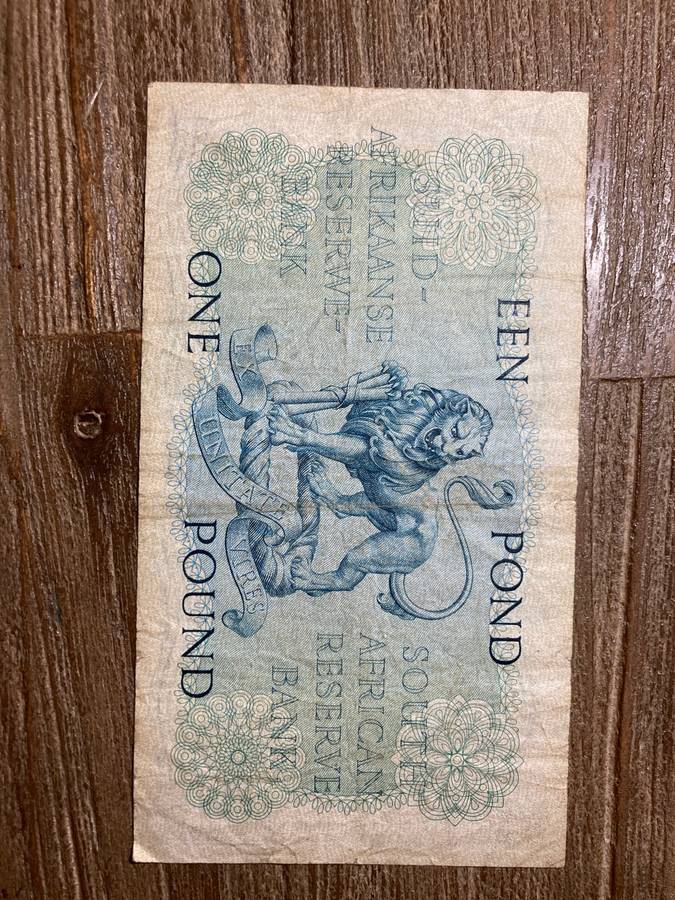 EEN POND
SUID-
AFRIKAANSE
RESERWE-
BANK
SOUTH
AFRICAN
RESERVE
BANK
EX
UNITATE
VIRES
ONE POUND